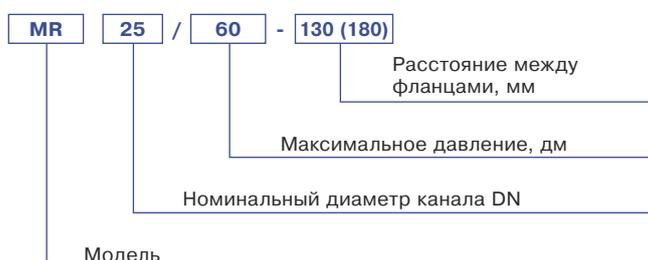 MR 25 / 60 - 130 (180)
Расстояние между
фланцами, мм
Максимальное давление, дм
Номинальный диаметр канала DN
Модель